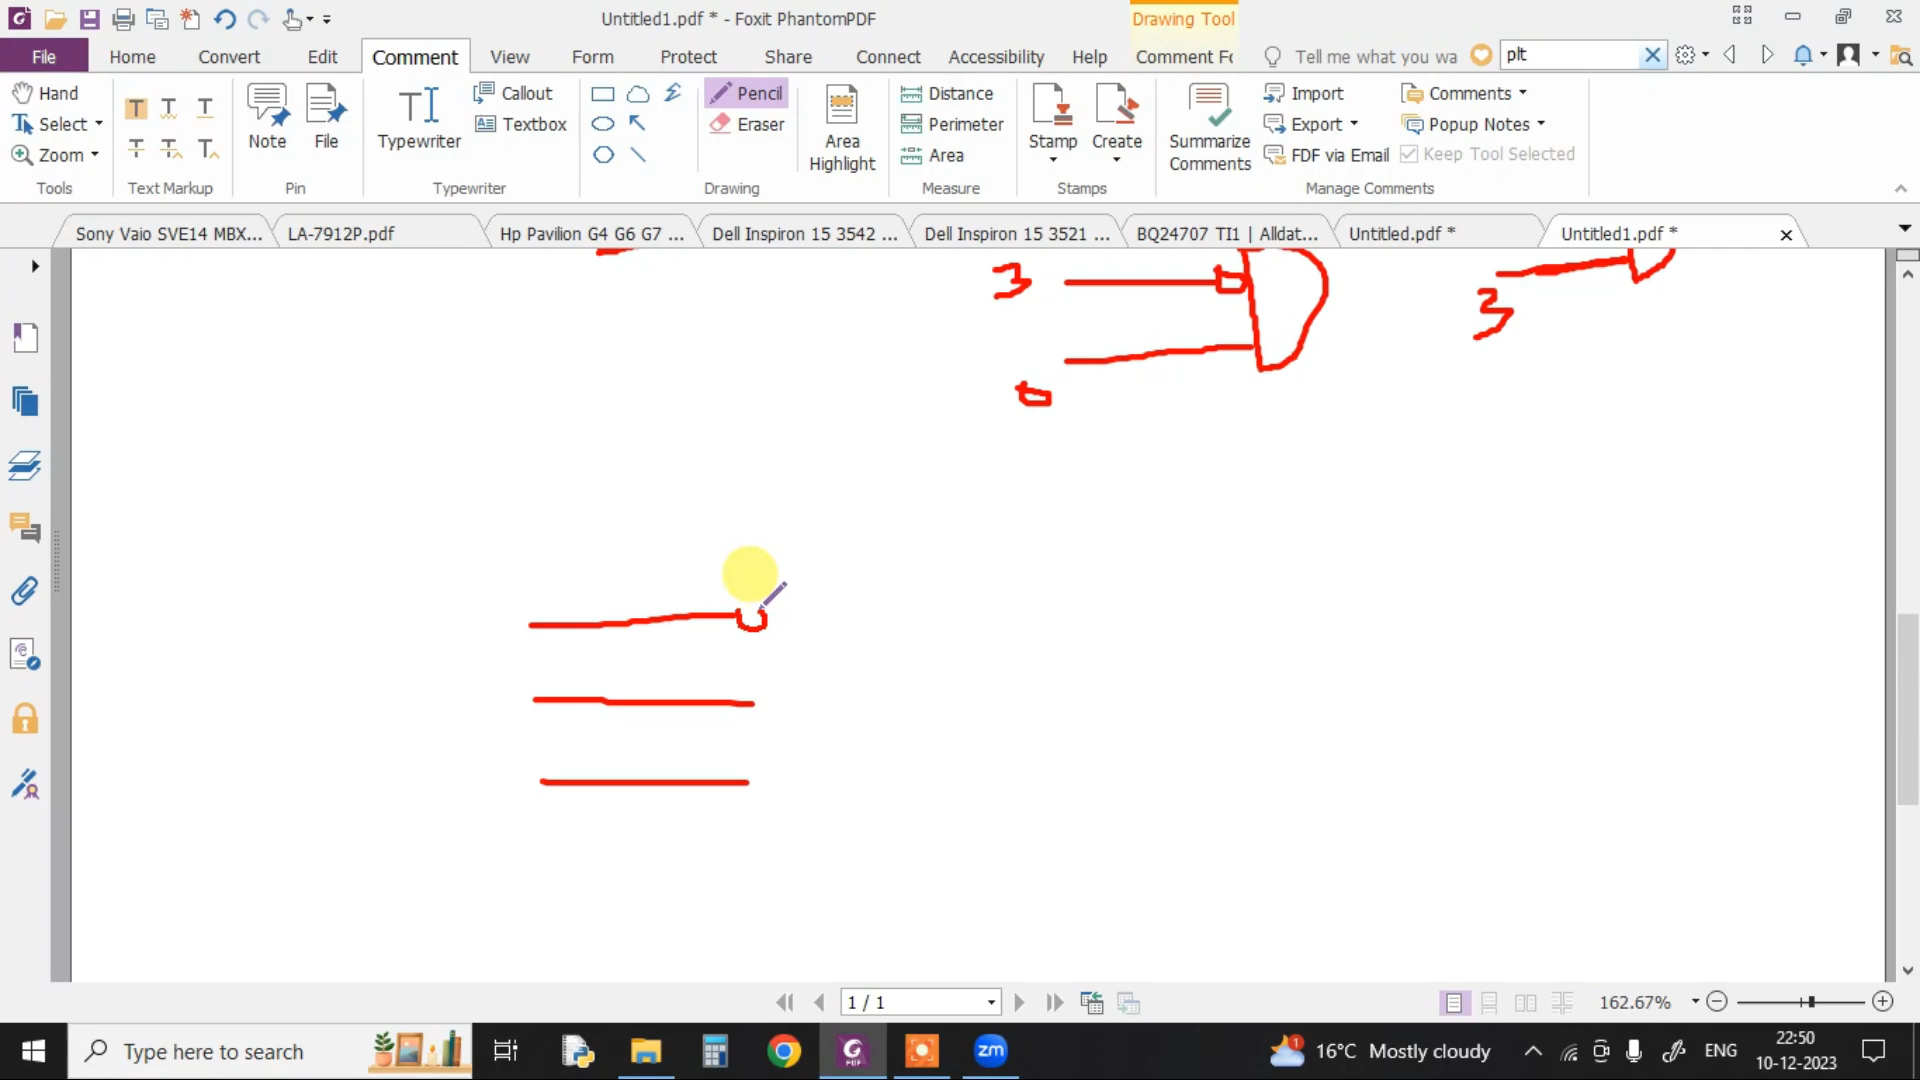 Untitled1.pdf * - Foxit PhantomPDF
Drawing Tool
File
Home
Convert
Edit
Comment
View
Form
Protect
Share
Connect
Accessibility
Help
Comment Fo
Tell me what you wa
plt
Hand
Select
Zoom
Tools
Text Markup
Note
File
Pin
Typewriter
Callout
Textbox
Typewriter
Pencil
Eraser
Drawing
Area
Highlight
Distance
Perimeter
Area
Measure
Stamp
Create
Stamps
Summarize
Comments
Import
Export
FDF via Email
Comments
Popup Notes
Keep Tool Selected
Manage Comments
Sony Vaio SVE14 MBX...
LA-7912P.pdf
Hp Pavilion G4 G6 G7 ...
Dell Inspiron 15 3542 ...
Dell Inspiron 15 3521 ...
BQ24707 TI1 | Alldat...
Untitled.pdf *
Untitled1.pdf *
3
3
0
1 / 1
162.67%
Type here to search
zm
16°C Mostly cloudy
ENG
22:50
10-12-2023